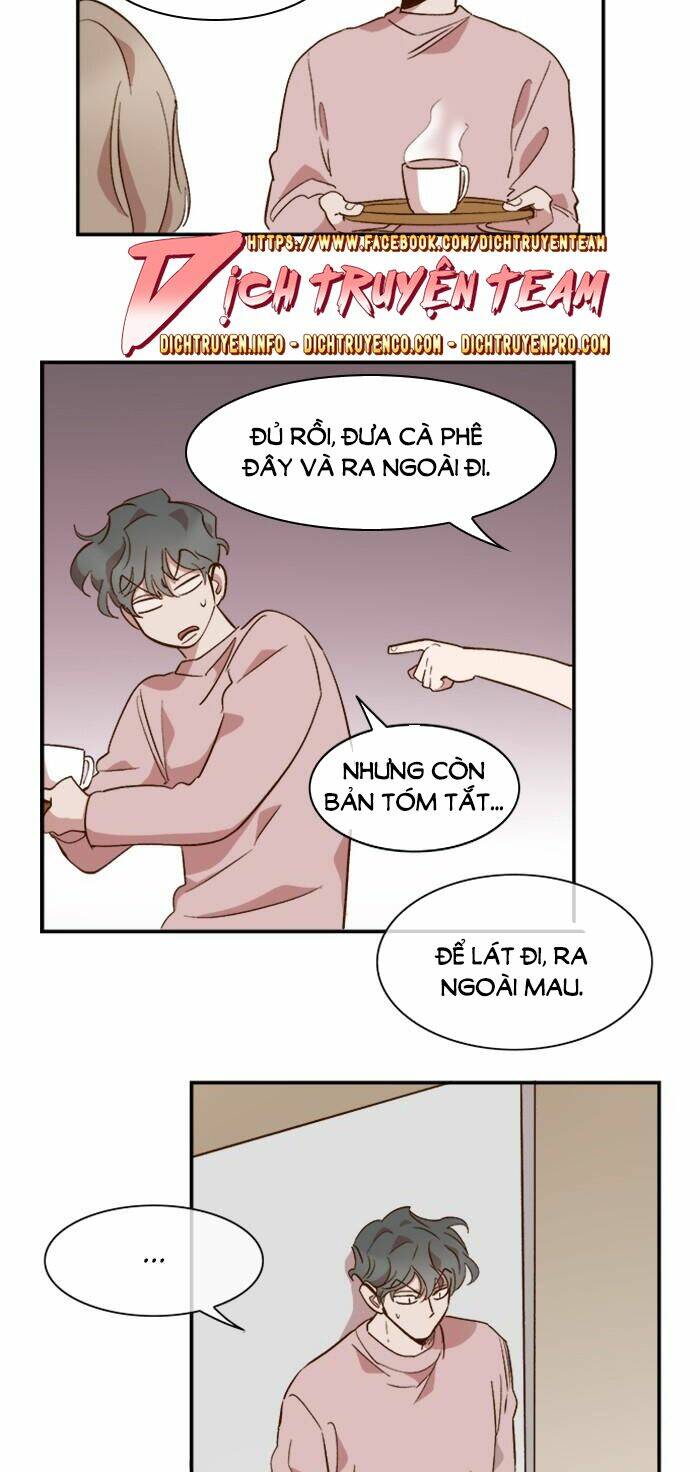 HTTPS://WWW.FACEBOOK.COM/DICHTRUYENTEAM
DỊCH TRUYỆN TEAM
DICHTRUYEN.INFO - DICHTRUYENCO.COM - DICHTRUYENPRO.COM
ĐỦ RỒI, ĐƯA CÀ PHÊ
ĐÂY VÀ RA NGOÀI ĐI.
NHƯNG CÒN
BẢN TÓM TẮT...
ĐỂ LÁT ĐI, RA
NGOÀI MAU.
...